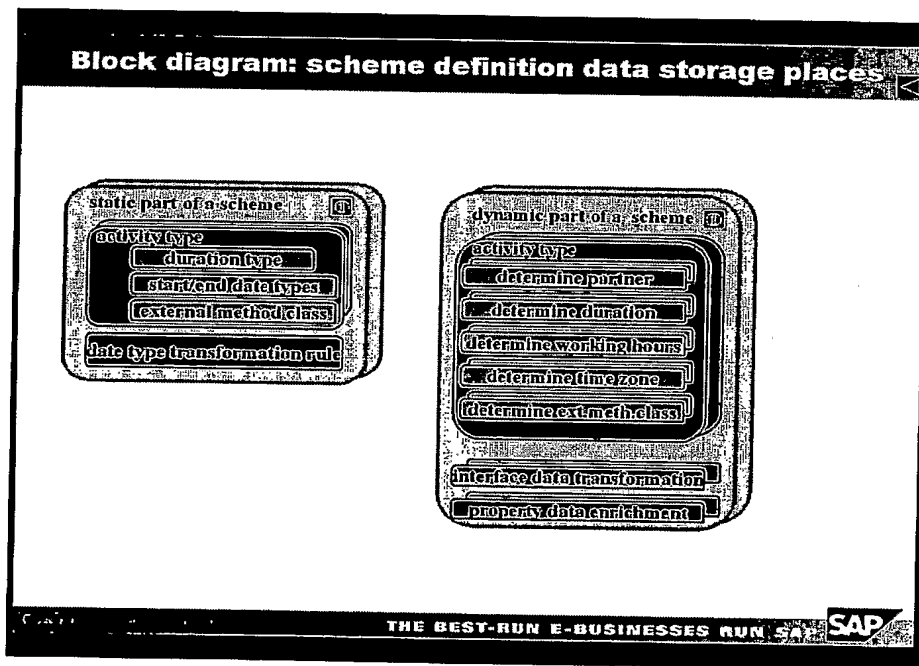 Block diagram: scheme definition data storage places
static part of a scheme
activity type
duration type
start/end date types
external method class
date type transformation rule
dynamic part of a scheme
activity type
determine partner
determine duration
determine working hours
determine time zone
determine ext meth. class
interface data transformation
property data enrichment
THE BEST-RUN E-BUSINESSES RUN SAP
SAP